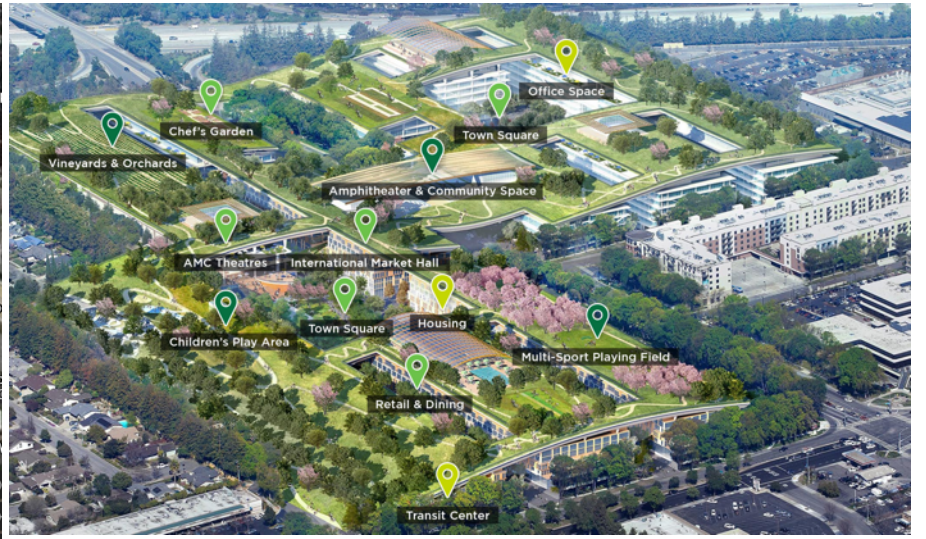 Office Space
Chef's Garden
Town Square
Vineyards & Orchards
Amphitheater & Community Space
AMC Theatres
International Market Hall
Town Square
Housing
Children's Play Area
Multi-Sport Playing Field
Retail & Dining
Transit Center